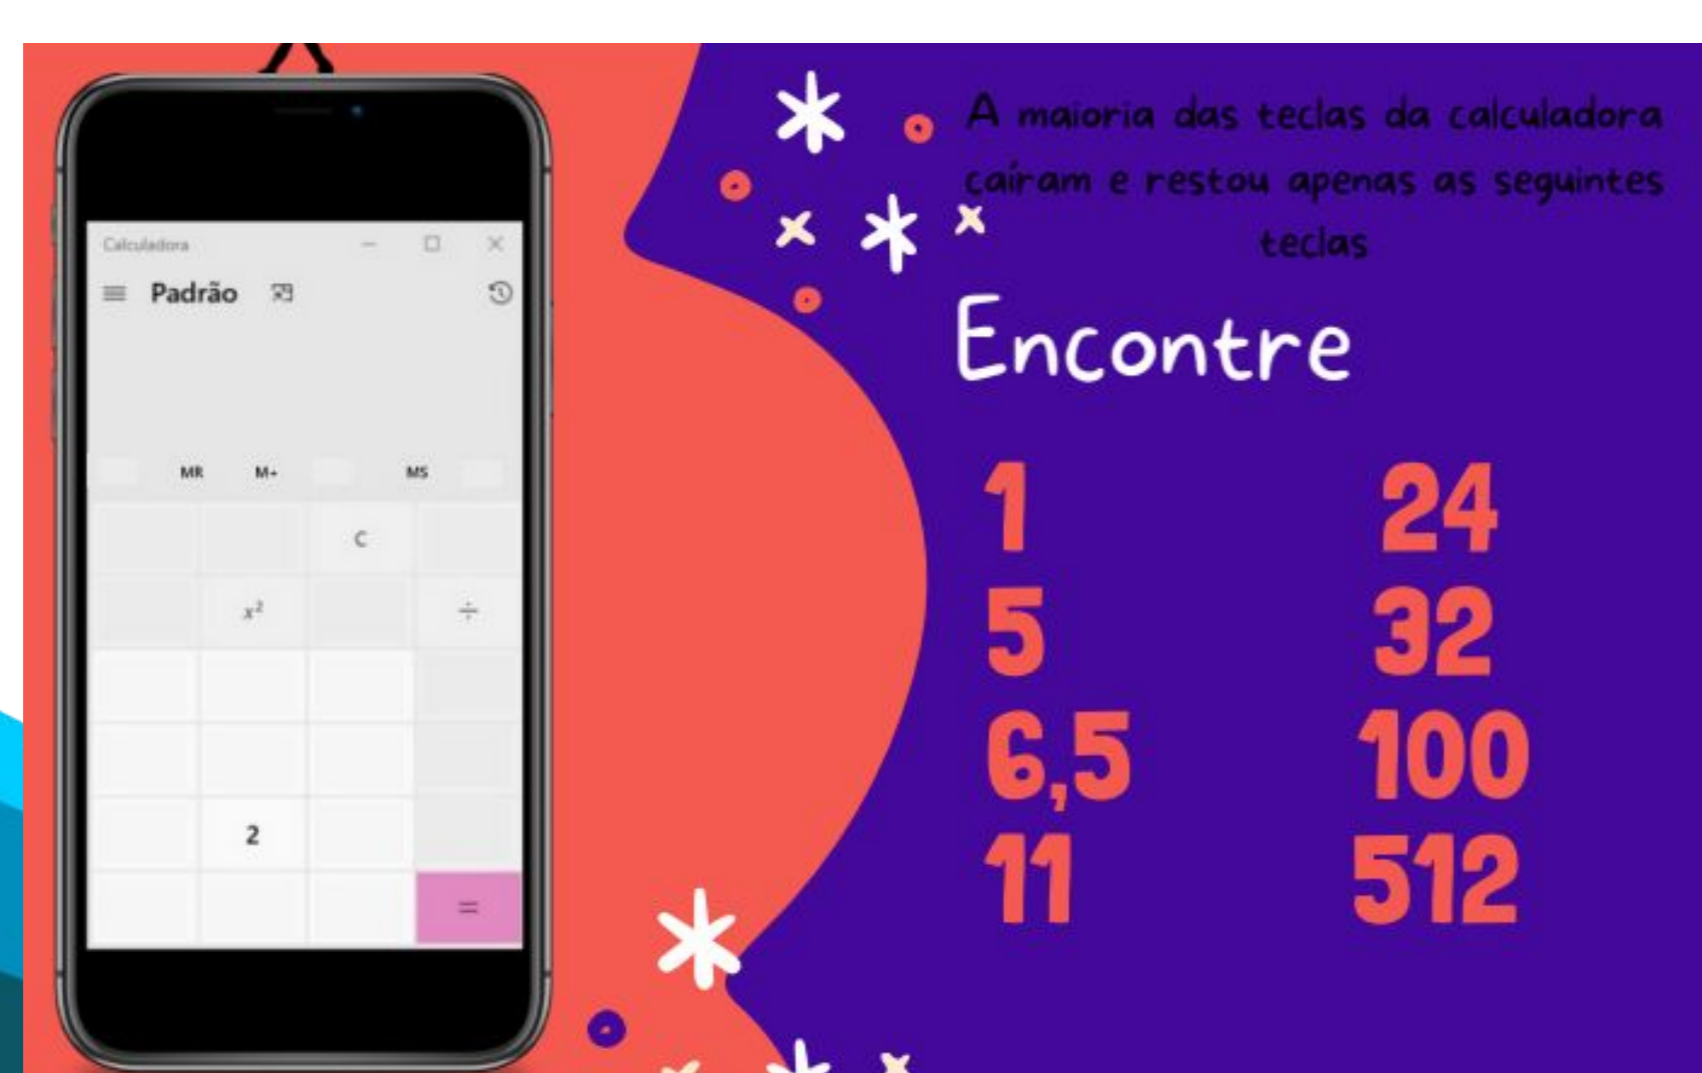 Calculadora
Padrão
MR M+ MS
C
x² ÷
2
=
A maioria das teclas da calculadora
caíram e restou apenas as seguintes
teclas
Encontre
1 24
5 32
6,5 100
11 512